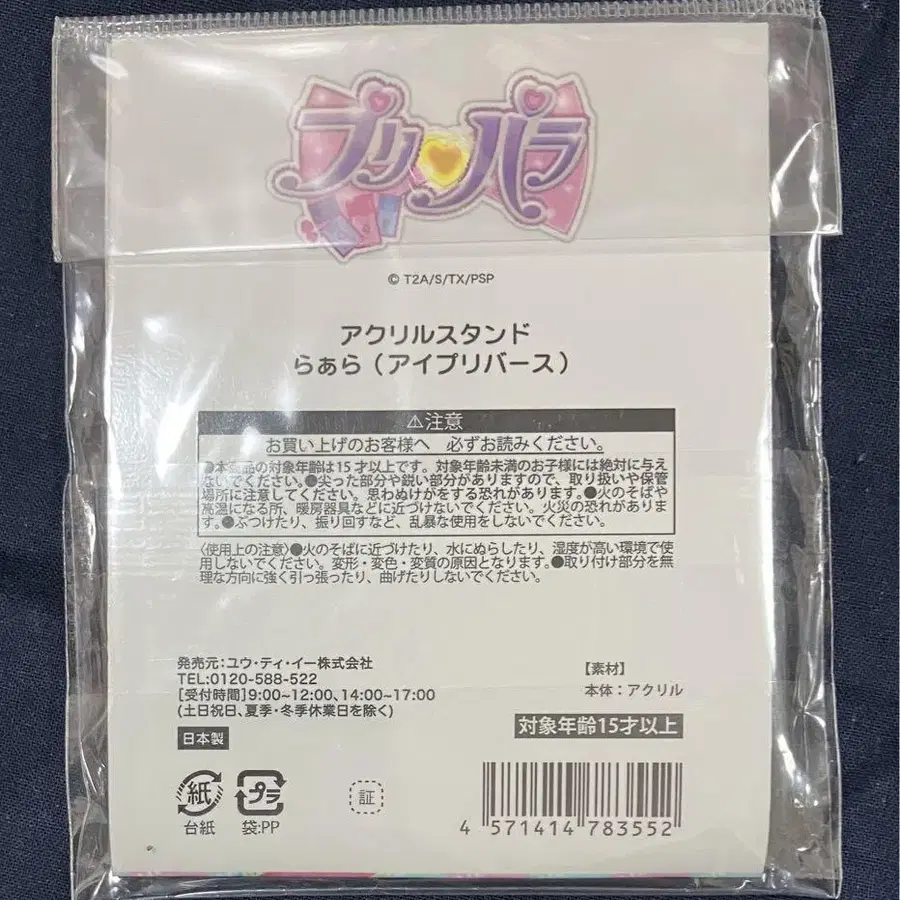 プリパラ
© T2A/S/TX/PSP
アクリルスタンド
らぁら（アイプリバース）
⚠注意
お買い上げのお客様へ 必ずお読みください。
●本商品の対象年齢は15才以上です。対象年齢未満のお子様には絶対に与え
ないでください。●尖った部分や鋭い部分がありますので、取り扱いや保管
場所に注意してください。思わぬけがをする恐れがあります。●火のそばや
高温になる所、暖房器具などに近づけないでください。火災の恐れがありま
す。●ぶつけたり、振り回すなど、乱暴な使用をしないでください。
〈使用上の注意〉●火のそばに近づけたり、水にぬらしたり、湿度が高い環境で使
用しないでください。変形・変色・変質の原因となります。●取り付け部分を無
理な方向に強く引っ張ったり、曲げたりしないでください。
発売元：ユウ・ティ・イー株式会社
TEL:0120-588-522
[受付時間]9:00~12:00、14:00~17:00
(土日祝日、夏季・冬季休業日を除く)
日本製
【素材】
本体：アクリル
対象年齢15才以上
紙
台紙
プラ
袋:PP
証
4 571414 783552